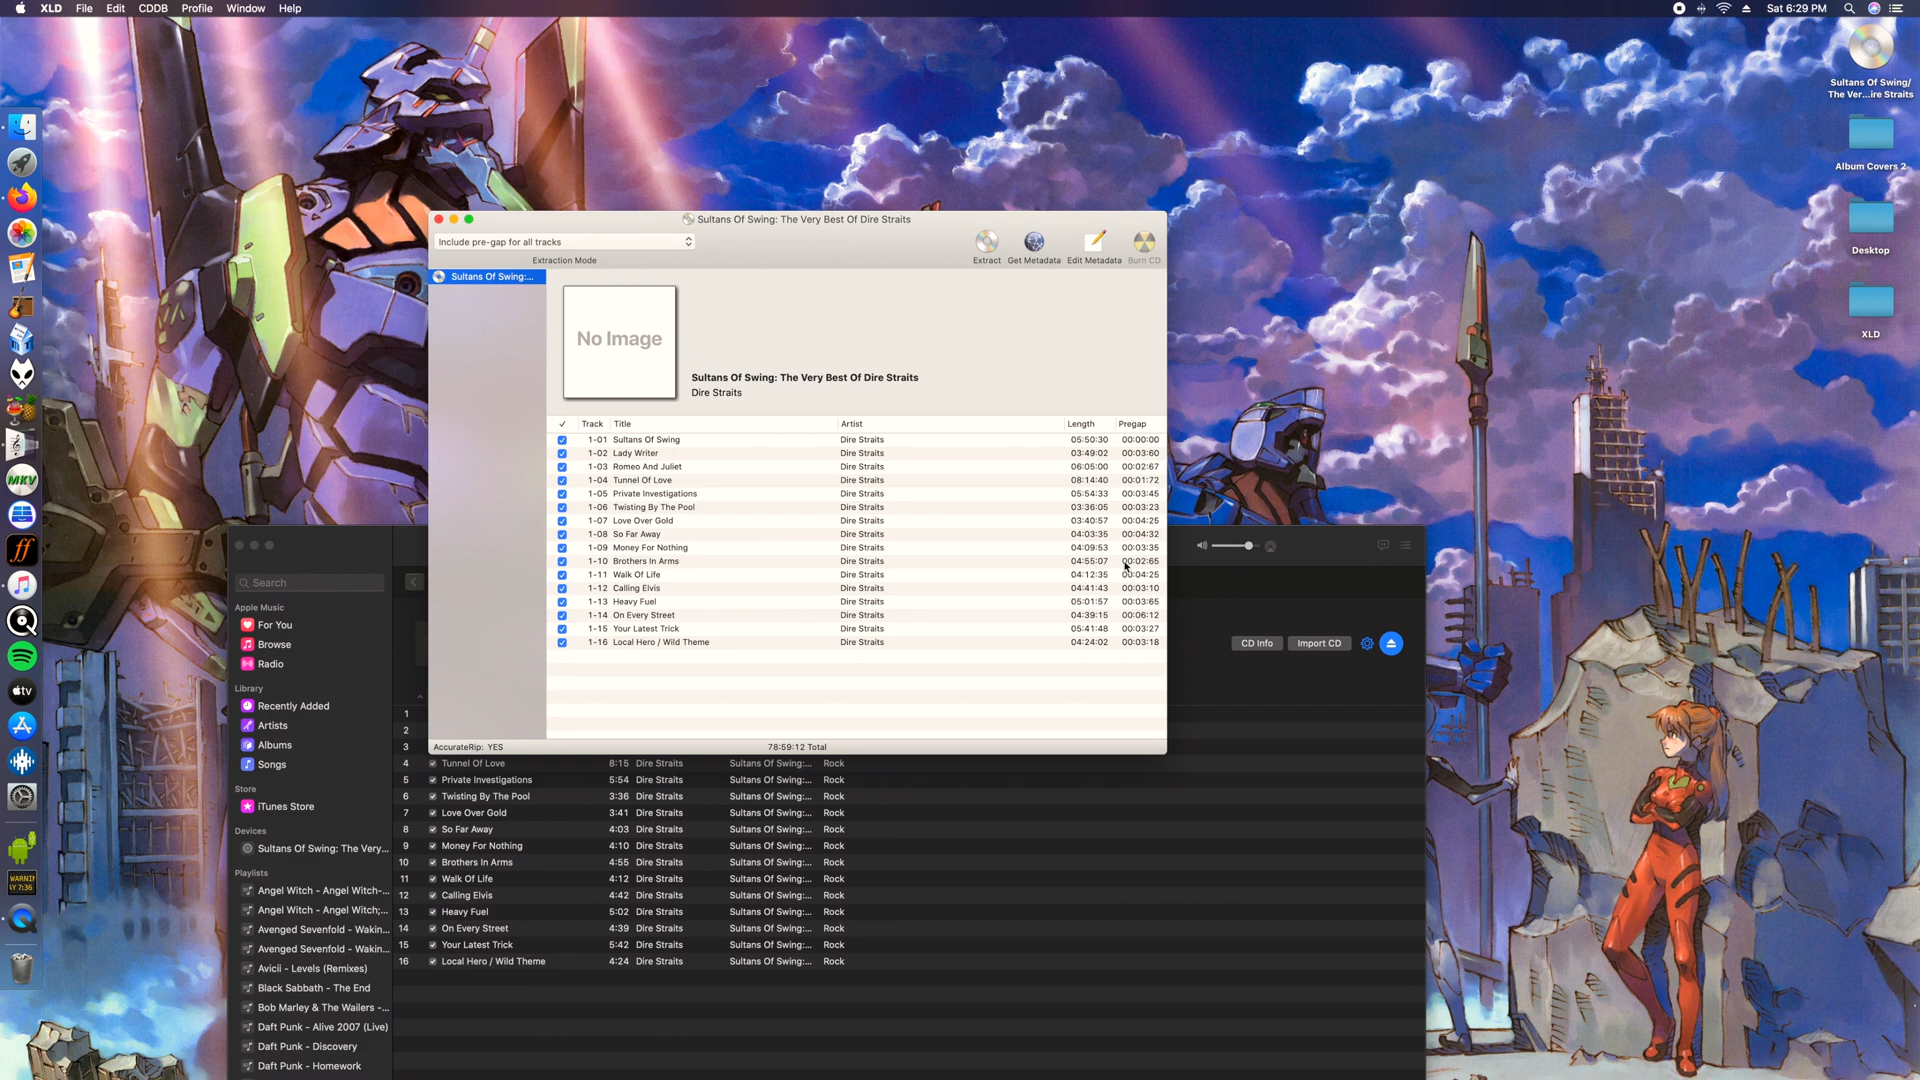 XLD File Edit CDDB Profile Window Help
Sat 6:29 PM
Sultans Of Swing/
The Ver...ire Straits
Album Covers 2
Desktop
XLD
Sultans Of Swing: The Very Best Of Dire Straits
Include pre-gap for all tracks
Extraction Mode
Extract Get Metadata Edit Metadata Burn CD
Sultans Of Swing:...
No Image
Sultans Of Swing: The Very Best Of Dire Straits
Dire Straits
Track Title Artist Length Pregap
1-01 Sultans Of Swing Dire Straits 05:50:30 00:00:00
1-02 Lady Writer Dire Straits 03:49:02 00:03:60
1-03 Romeo And Juliet Dire Straits 06:05:00 00:02:67
1-04 Tunnel Of Love Dire Straits 08:14:40 00:01:72
1-05 Private Investigations Dire Straits 05:54:33 00:03:45
1-06 Twisting By The Pool Dire Straits 03:36:05 00:03:23
1-07 Love Over Gold Dire Straits 03:40:57 00:04:25
1-08 So Far Away Dire Straits 04:03:35 00:04:32
1-09 Money For Nothing Dire Straits 04:09:53 00:03:35
1-10 Brothers In Arms Dire Straits 04:55:07 00:02:65
1-11 Walk Of Life Dire Straits 04:12:35 00:04:25
1-12 Calling Elvis Dire Straits 04:41:43 00:03:10
1-13 Heavy Fuel Dire Straits 05:01:57 00:03:65
1-14 On Every Street Dire Straits 04:39:15 00:06:12
1-15 Your Latest Trick Dire Straits 05:41:48 00:03:27
1-16 Local Hero / Wild Theme Dire Straits 04:24:02 00:03:18
AccurateRip: YES 78:59:12 Total
Search
Apple Music
For You
Browse
Radio
Library
Recently Added
Artists
Albums
Songs
Store
iTunes Store
Devices
Sultans Of Swing: The Very...
Playlists
Angel Witch - Angel Witch-...
Angel Witch - Angel Witch;...
Avenged Sevenfold - Wakin...
Avenged Sevenfold - Wakin...
Avicii - Levels (Remixes)
Black Sabbath - The End
Bob Marley & The Wailers -...
Daft Punk - Alive 2007 (Live)
Daft Punk - Discovery
Daft Punk - Homework
CD Info Import CD
1
2
3
4 Tunnel Of Love 8:15 Dire Straits Sultans Of Swing:... Rock
5 Private Investigations 5:54 Dire Straits Sultans Of Swing:... Rock
6 Twisting By The Pool 3:36 Dire Straits Sultans Of Swing:... Rock
7 Love Over Gold 3:41 Dire Straits Sultans Of Swing:... Rock
8 So Far Away 4:03 Dire Straits Sultans Of Swing:... Rock
9 Money For Nothing 4:10 Dire Straits Sultans Of Swing:... Rock
10 Brothers In Arms 4:55 Dire Straits Sultans Of Swing:... Rock
11 Walk Of Life 4:12 Dire Straits Sultans Of Swing:... Rock
12 Calling Elvis 4:42 Dire Straits Sultans Of Swing:... Rock
13 Heavy Fuel 5:02 Dire Straits Sultans Of Swing:... Rock
14 On Every Street 4:39 Dire Straits Sultans Of Swing:... Rock
15 Your Latest Trick 5:42 Dire Straits Sultans Of Swing:... Rock
16 Local Hero / Wild Theme 4:24 Dire Straits Sultans Of Swing:... Rock
MKV
ff
tv
WARNIN
AY 7:36